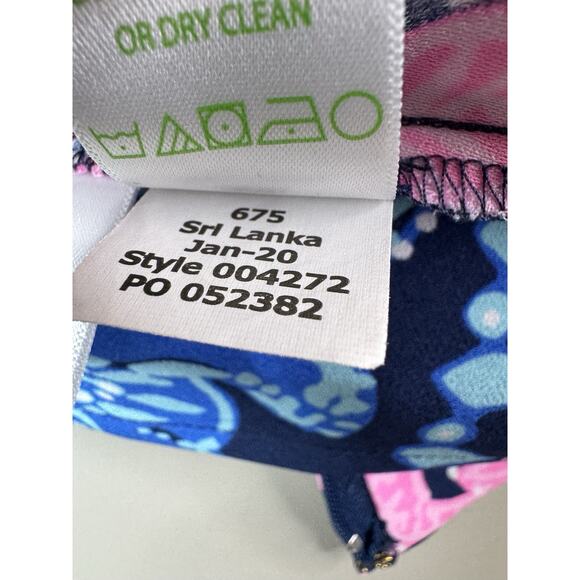 OR DRY CLEAN
675
Sri Lanka
Jan-20
Style 004272
PO 052382